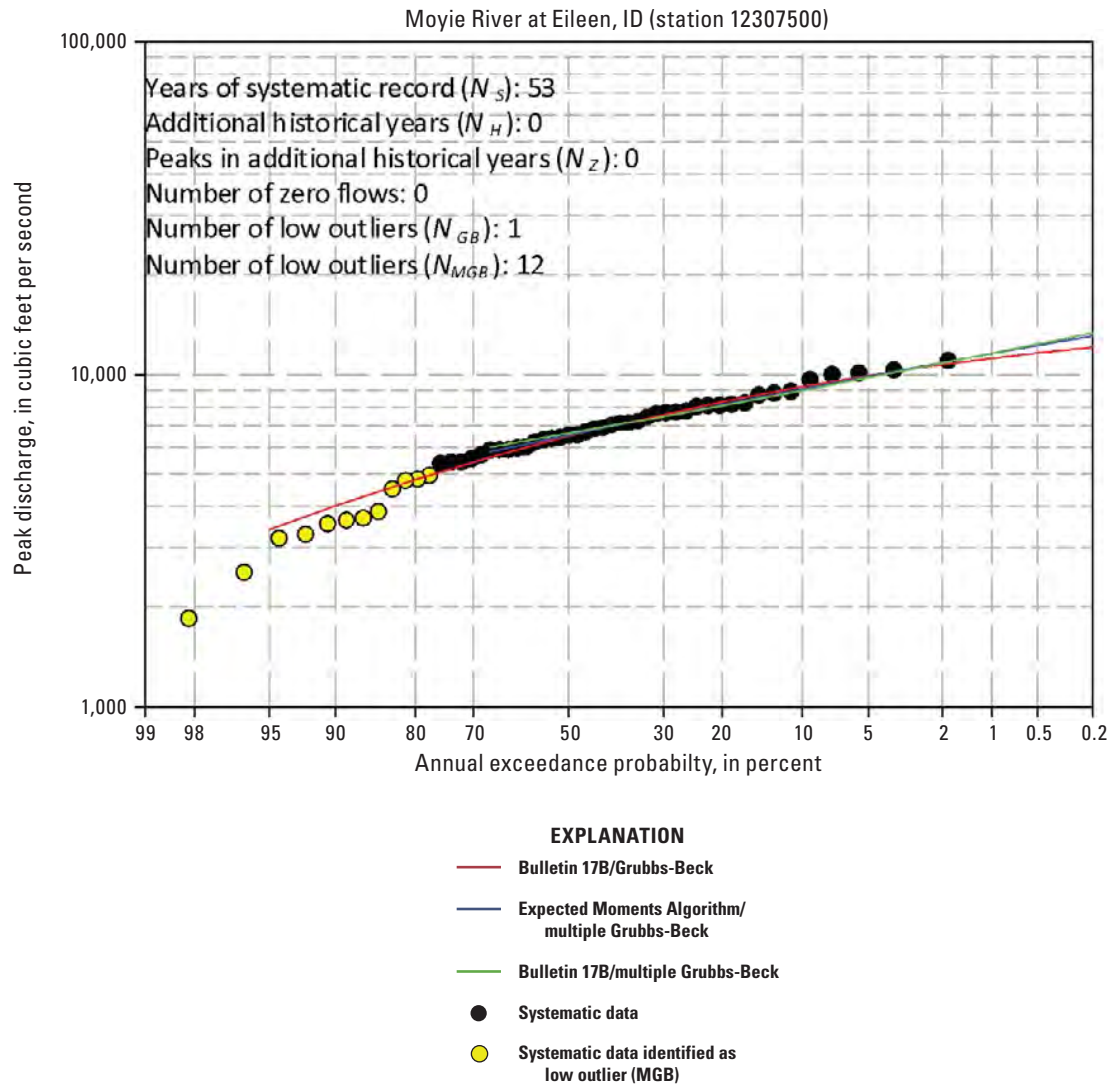 Moyie River at Eileen, ID (station 12307500)
100,000
Years of systematic record (N S): 53
Additional historical years (N H): 0
Peaks in additional historical years (N Z): 0
Number of zero flows: 0
Number of low outliers (N GB): 1
Number of low outliers (NMGB): 12
Peak discharge, in cubic feet per second
10,000
1,000
99 98 95 90 80 70 50 30 20 10 5 2 1 0.5 0.2
Annual exceedance probabilty, in percent
EXPLANATION
Bulletin 17B/Grubbs-Beck
Expected Moments Algorithm/
multiple Grubbs-Beck
Bulletin 17B/multiple Grubbs-Beck
Systematic data
Systematic data identified as
low outlier (MGB)